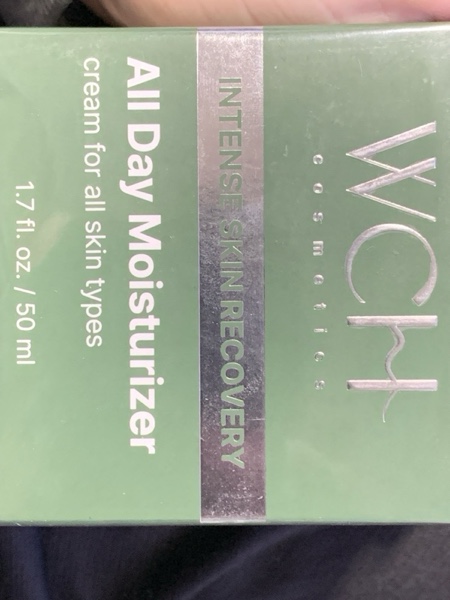 WCH
cosmetics
INTENSE SKIN RECOVERY
All Day Moisturizer
cream for all skin types
1.7 fl. oz. / 50 ml